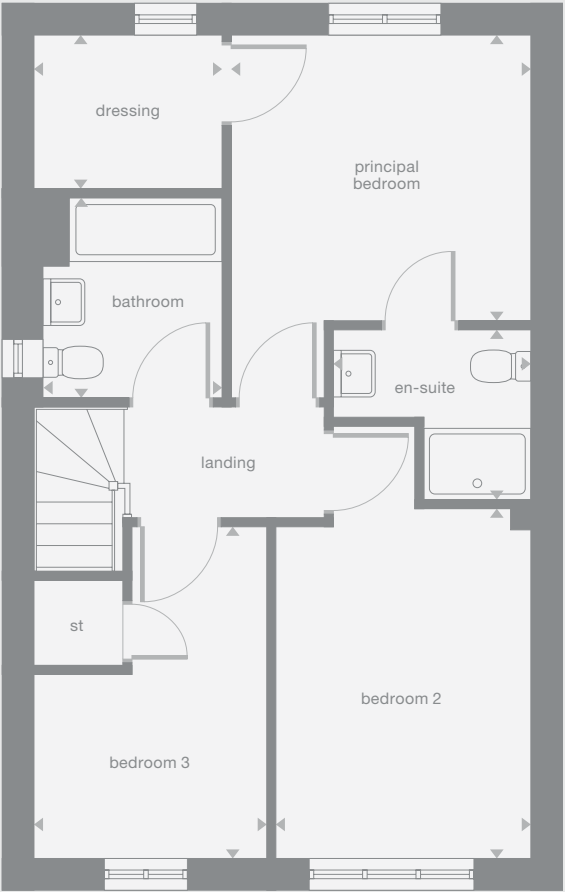 dressing
principal
bedroom
bathroom
en-suite
landing
st
bedroom 2
bedroom 3